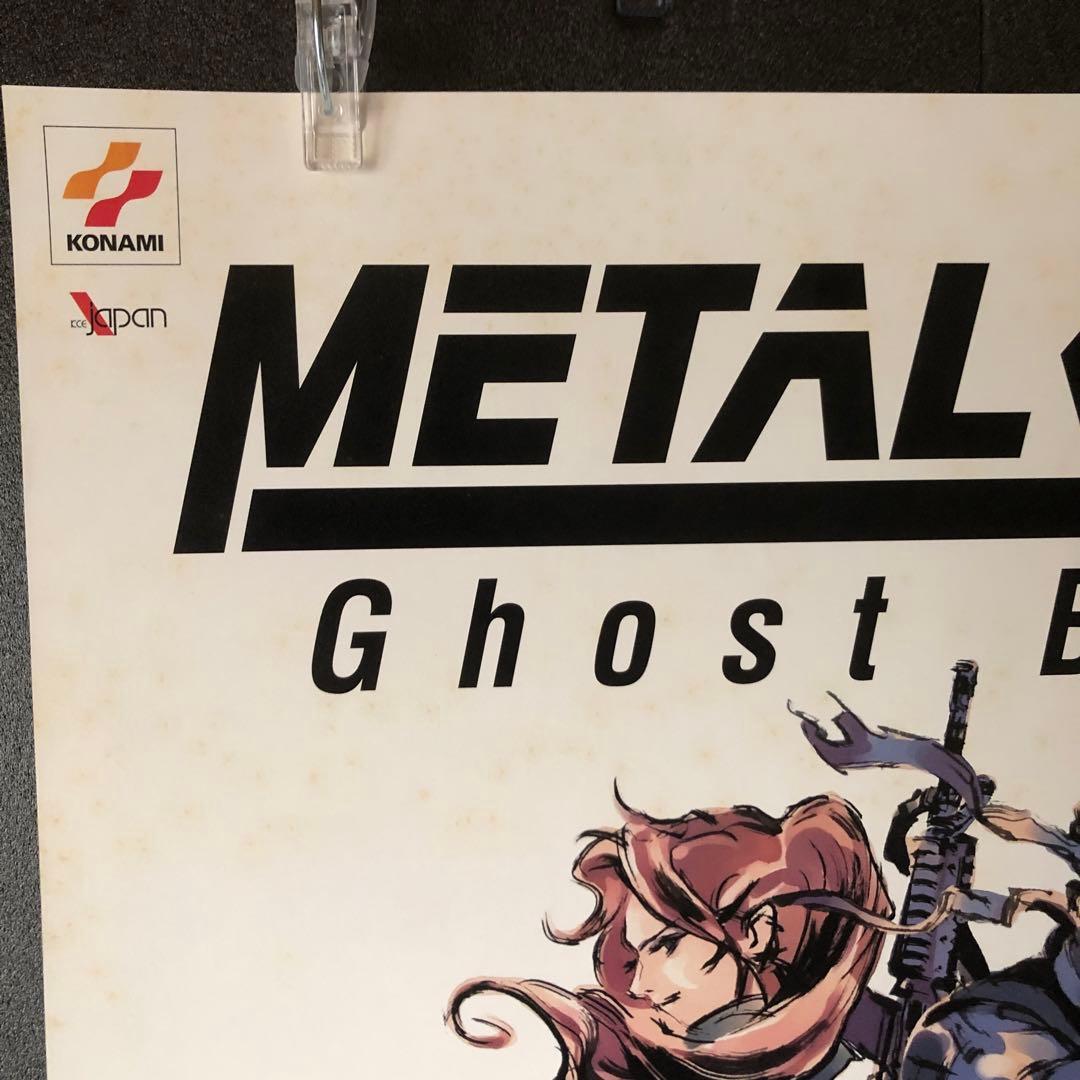 KONAMI
KCE japan
METAL
Ghost